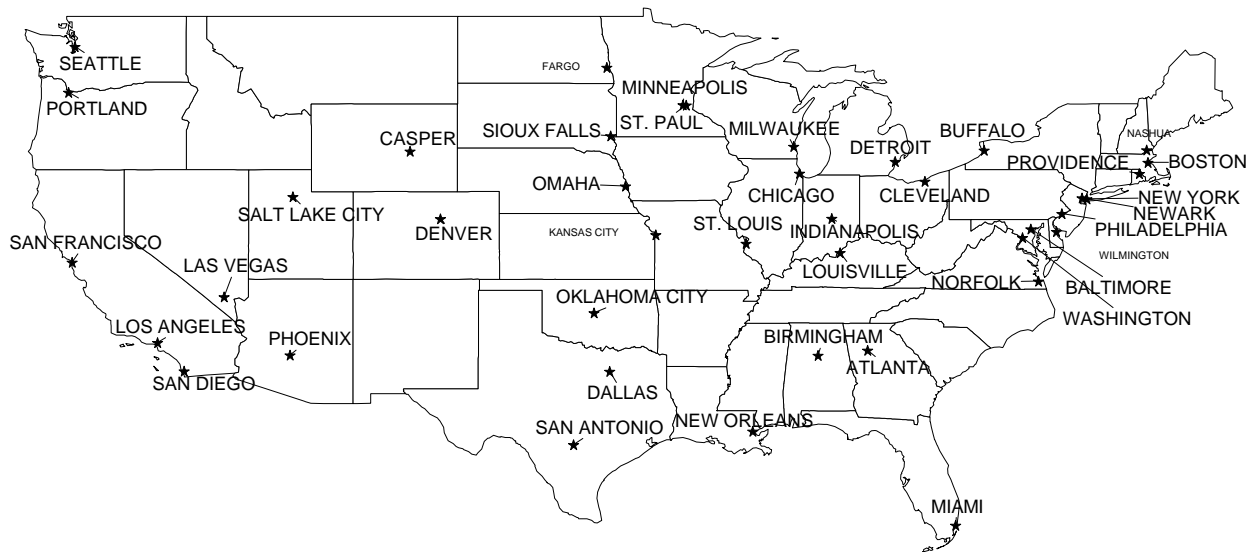 SEATTLE
FARGO
MINNEAPOLIS
PORTLAND
ST. PAUL
SIOUX FALLS
MILWAUKEE
BUFFALO
NASHUA
CASPER
DETROIT
PROVIDENCE
BOSTON
OMAHA
CHICAGO
CLEVELAND
NEW YORK
SALT LAKE CITY
NEWARK
DENVER
KANSAS CITY
ST. LOUIS
INDIANAPOLIS
PHILADELPHIA
SAN FRANCISCO
WILMINGTON
LAS VEGAS
LOUISVILLE
NORFOLK
BALTIMORE
OKLAHOMA CITY
WASHINGTON
LOS ANGELES
PHOENIX
BIRMINGHAM
ATLANTA
SAN DIEGO
DALLAS
SAN ANTONIO
NEW ORLEANS
MIAMI